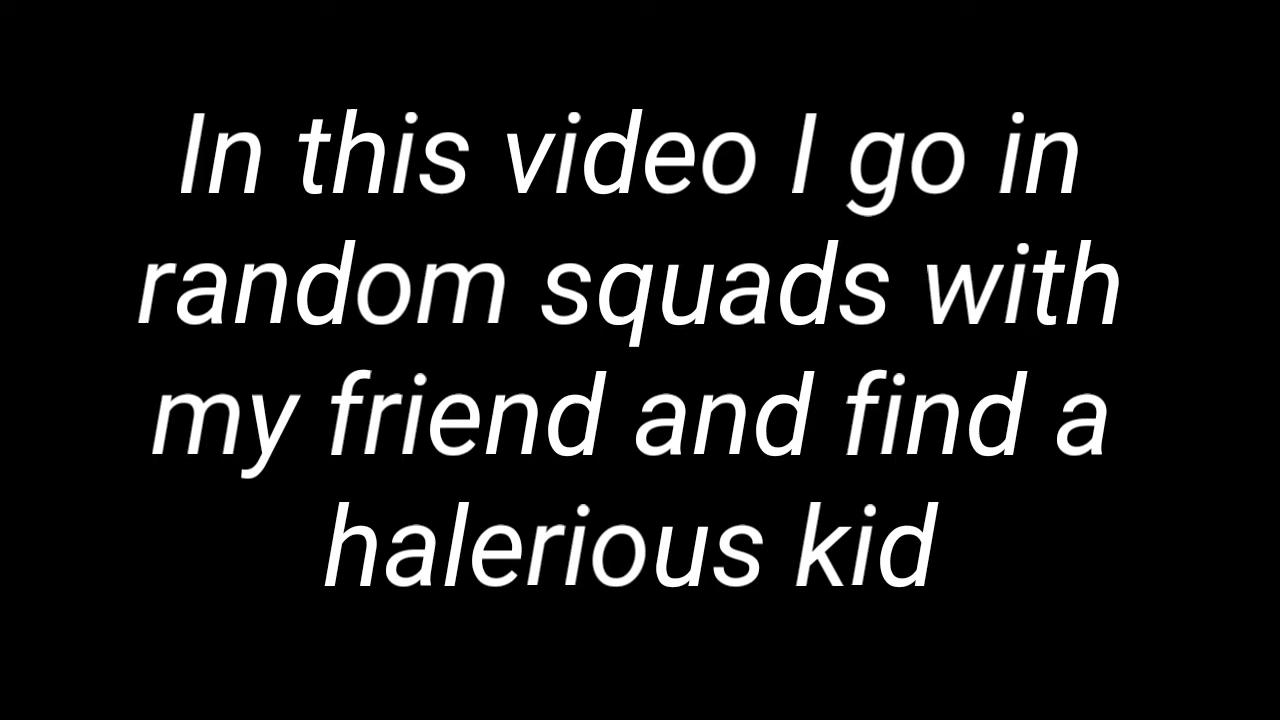 In this video I go in
random squads with
my friend and find a
halerious kid